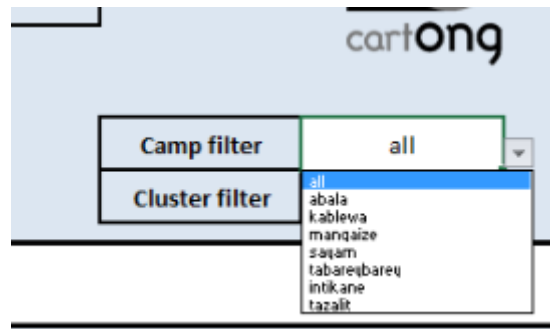 cartong
Camp filter all
Cluster filter
all
abala
kablewa
mangaize
sayam
tabareybarey
intikane
tazalit